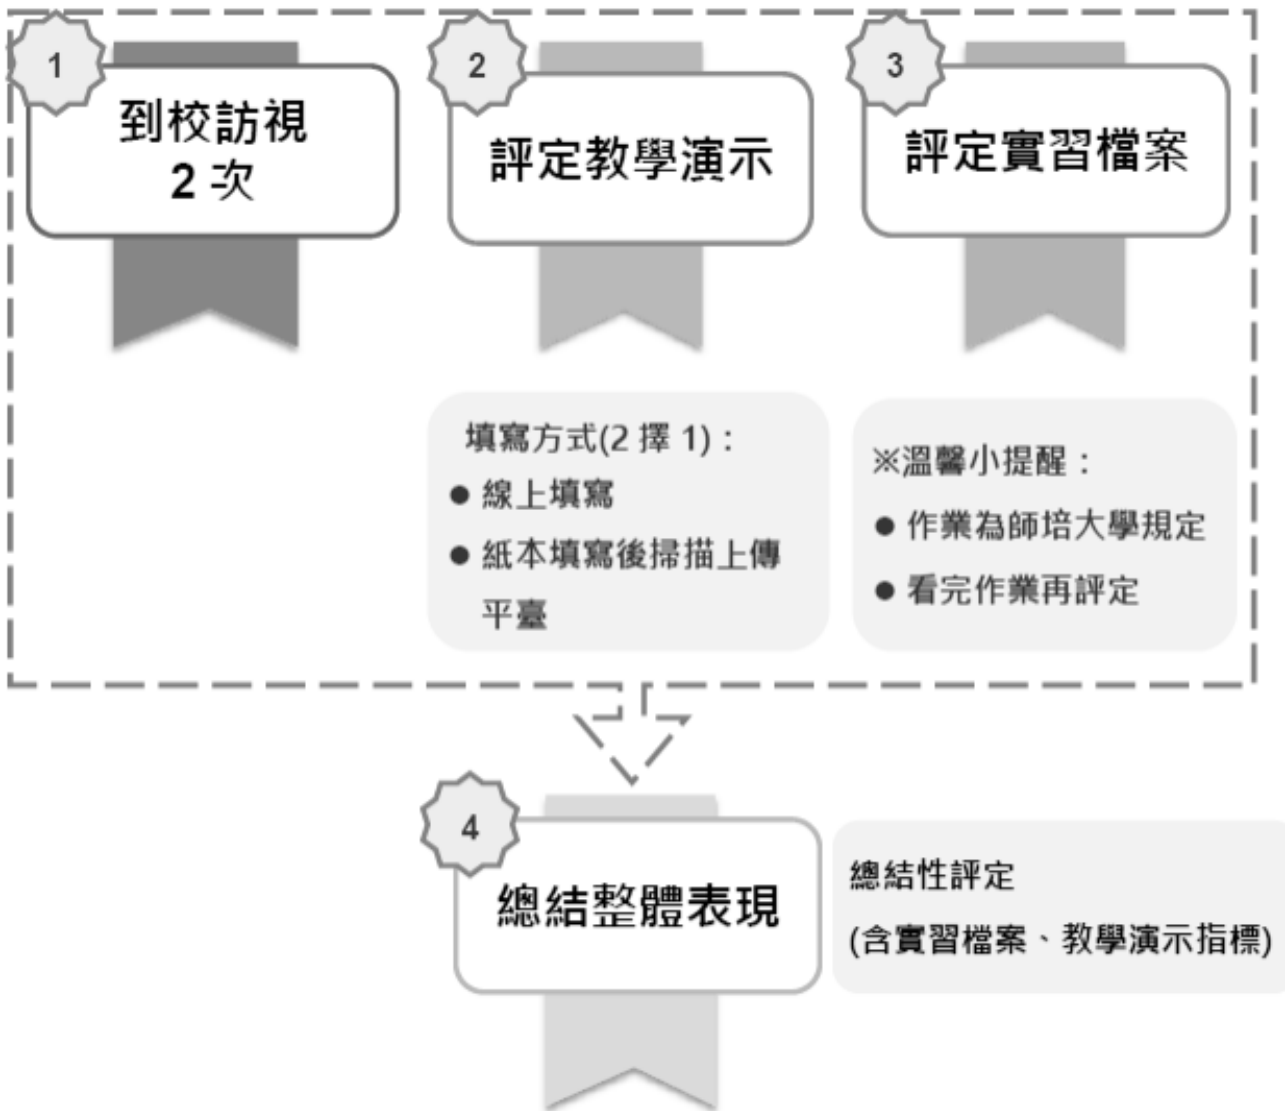 1
到校訪視
2 次
2
評定教學演示
3
評定實習檔案
填寫方式(2 擇 1)：
● 線上填寫
● 紙本填寫後掃描上傳
平臺
※溫馨小提醒：
● 作業為師培大學規定
● 看完作業再評定
4
總結整體表現
總結性評定
(含實習檔案、教學演示指標)